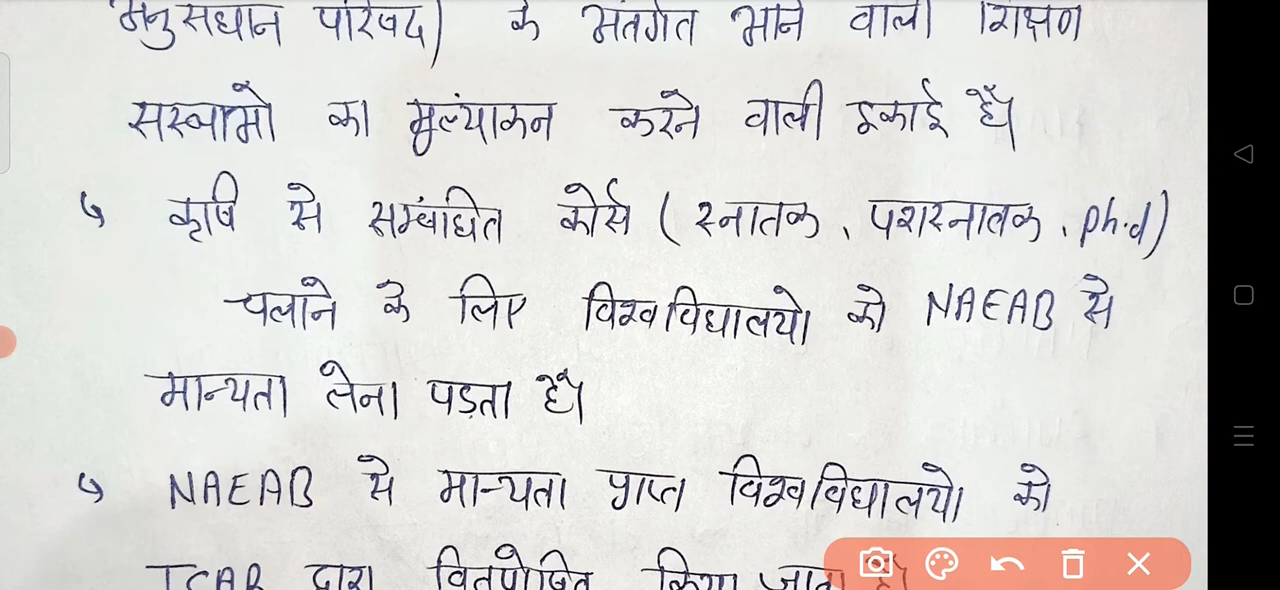 अनुसंधान परिषद) के अंतर्गत आने वाली शिक्षण
सस्थाओ का मुल्यांकन करने वाली इकाई है।
↳ कृषि से सम्बंधित कोर्स ( स्नातक, परास्नातक, ph.d)
चलाने के लिए विश्वविद्यालयो को NAEAB से
मान्यता लेना पड़ता है।
↳ NAEAB से मान्यता प्राप्त विश्वविद्यालयो को
ICAR द्वारा वितपोषित किया जाता है।